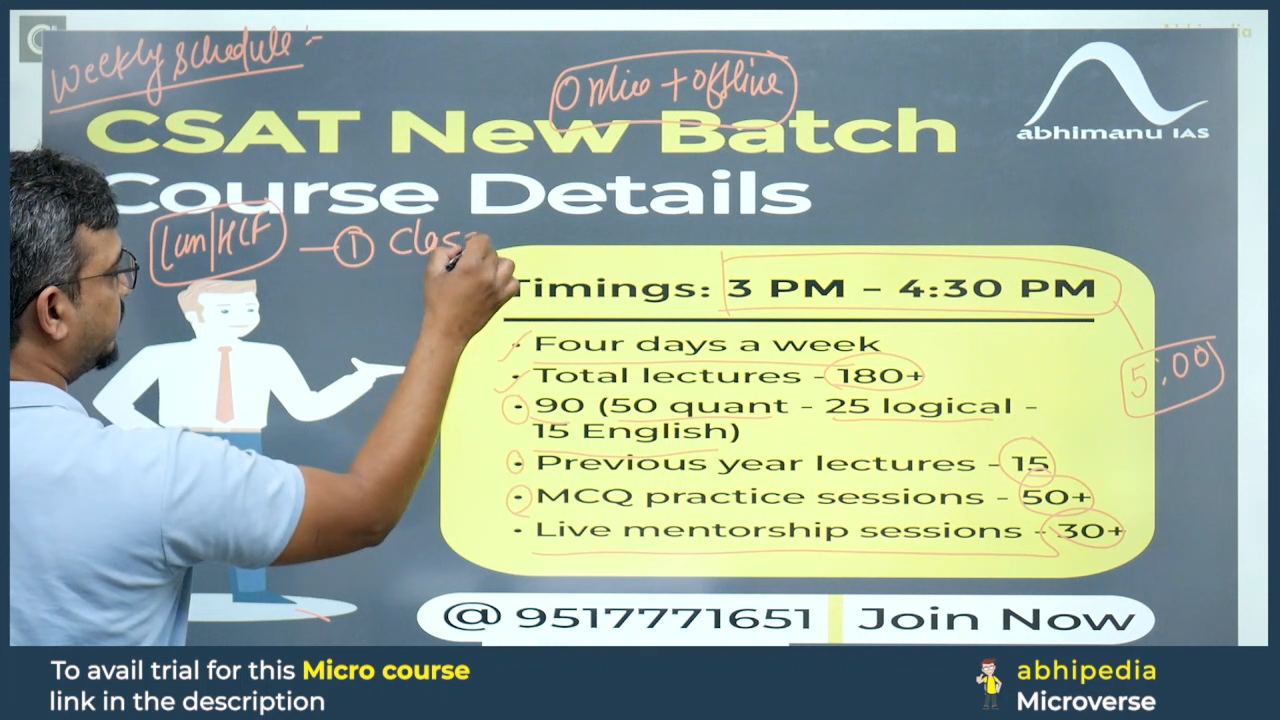 Weekly schedule :-
Online + offline
CSAT New Batch
abhimanu IAS
Course Details
Lcm|HCF — ① Class
Timings: 3 PM – 4:30 PM
5:00
• Four days a week
• Total lectures - 180+
• 90 (50 quant - 25 logical -
15 English)
• Previous year lectures - 15
• MCQ practice sessions - 50+
• Live mentorship sessions - 30+
@ 9517771651 | Join Now
To avail trial for this Micro course
link in the description
abhipedia
Microverse